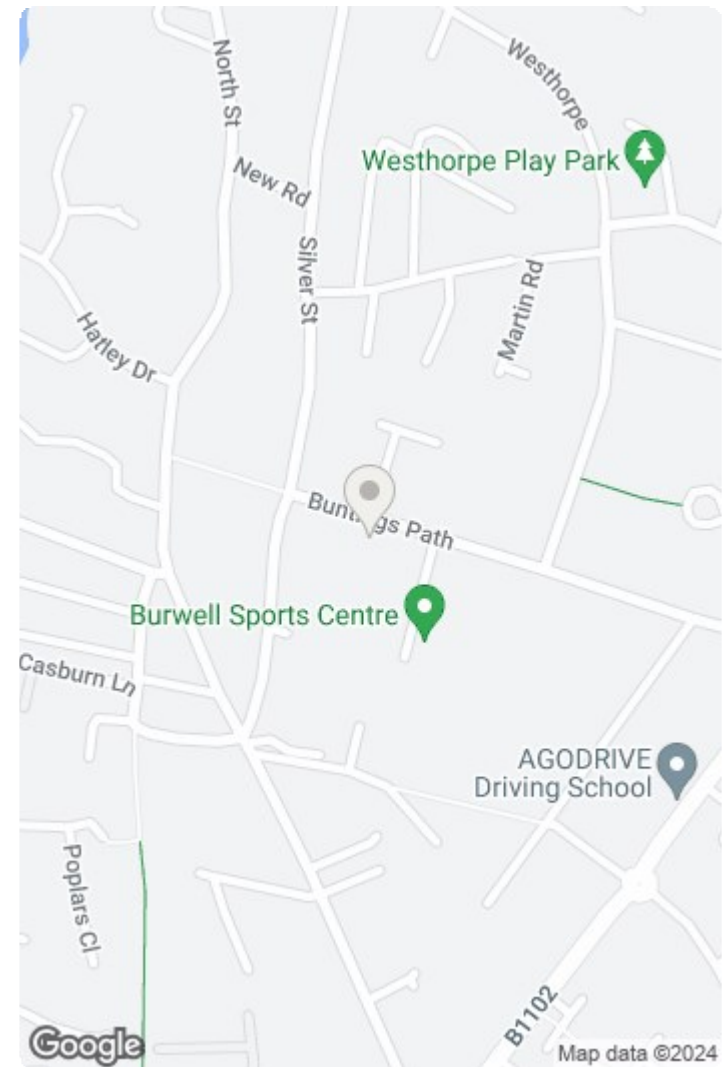 North St
Westhorpe
Westhorpe Play Park
New Rd
Silver St
Martin Rd
Hatley Dr
Buntings Path
Burwell Sports Centre
Casburn Ln
AGODRIVE
Driving School
Poplars Cl
B1102
Google
Map data ©2024